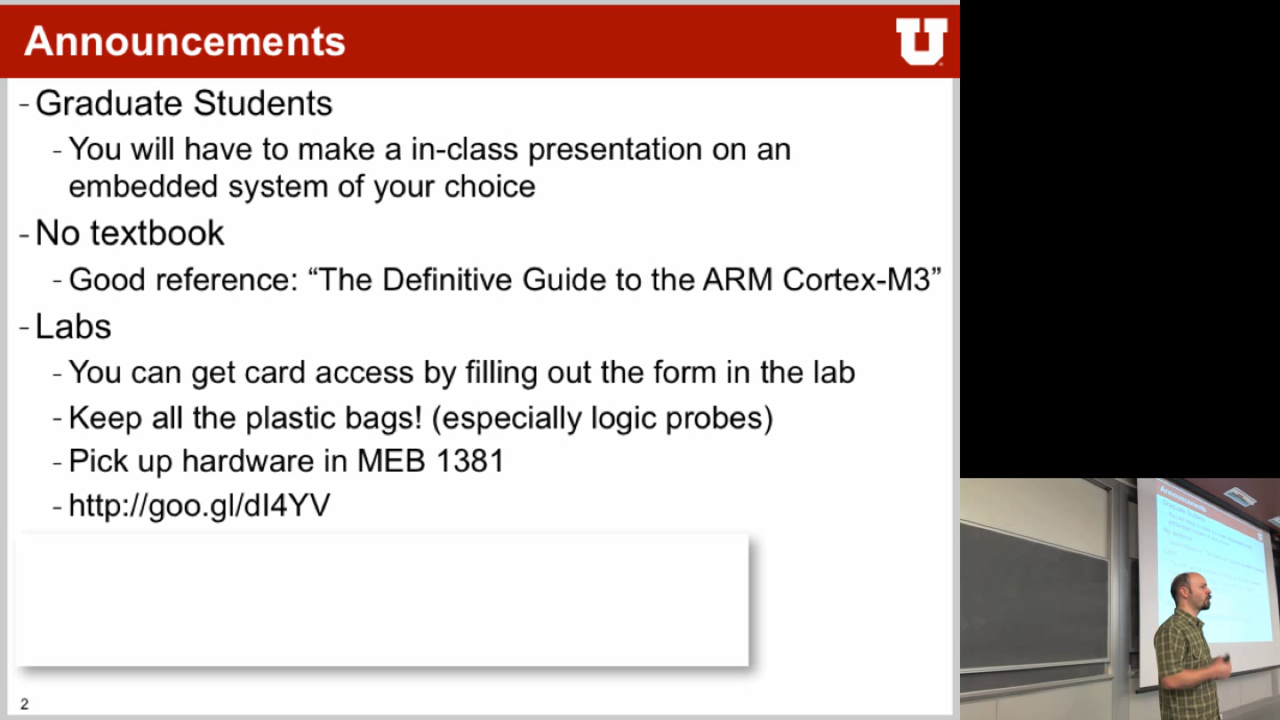 Announcements
U
- Graduate Students
- You will have to make a in-class presentation on an
embedded system of your choice
- No textbook
- Good reference: “The Definitive Guide to the ARM Cortex-M3”
- Labs
- You can get card access by filling out the form in the lab
- Keep all the plastic bags! (especially logic probes)
- Pick up hardware in MEB 1381
- http://goo.gl/dI4YV
2
Announcements